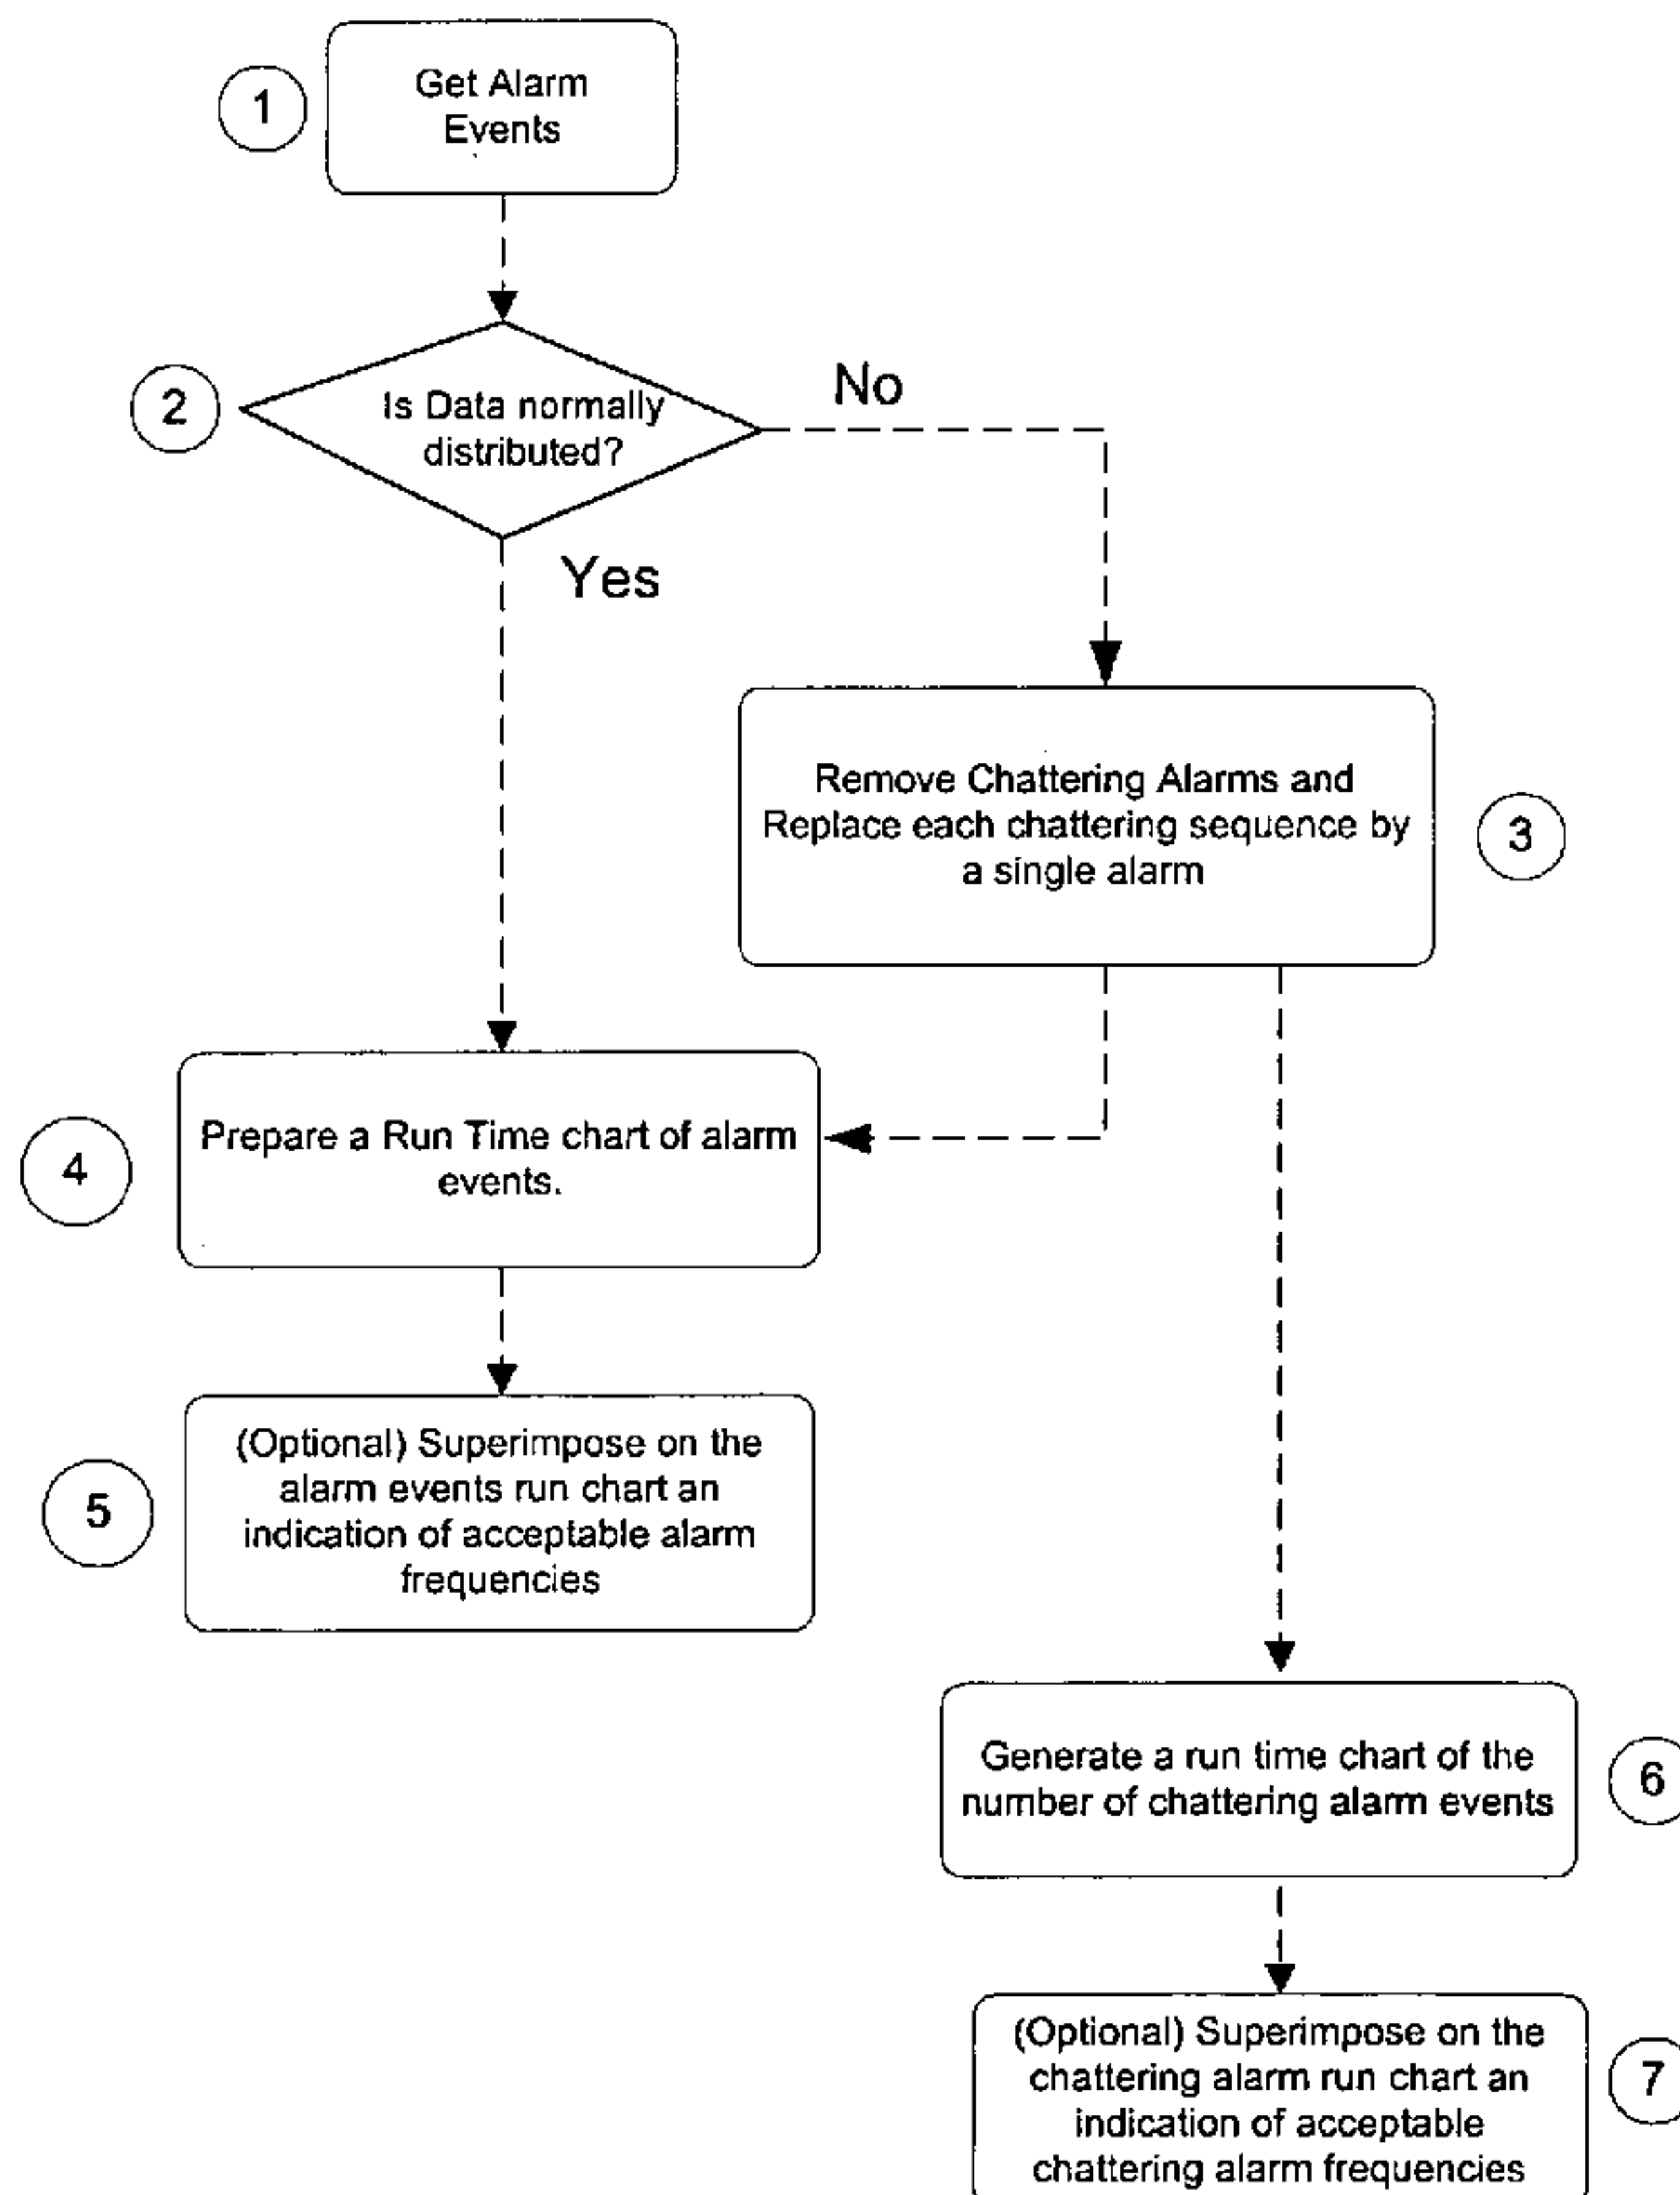 1
Get Alarm
Events
2
Is Data normally
distributed?
No
Yes
Remove Chattering Alarms and
Replace each chattering sequence by
a single alarm
3
4
Prepare a Run Time chart of alarm
events.
5
(Optional) Superimpose on the
alarm events run chart an
indication of acceptable alarm
frequencies
Generate a run time chart of the
number of chattering alarm events
6
(Optional) Superimpose on the
chattering alarm run chart an
indication of acceptable
chattering alarm frequencies
7